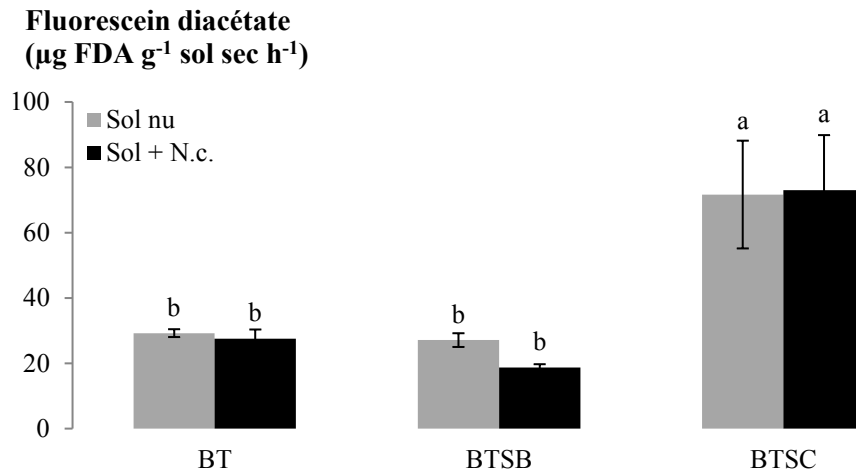 Fluorescein diacétate
(µg FDA g⁻¹ sol sec h⁻¹)
100
80
60
40
20
0
Sol nu
Sol + N.c.
b b
b b
a a
BT BTSB BTSC